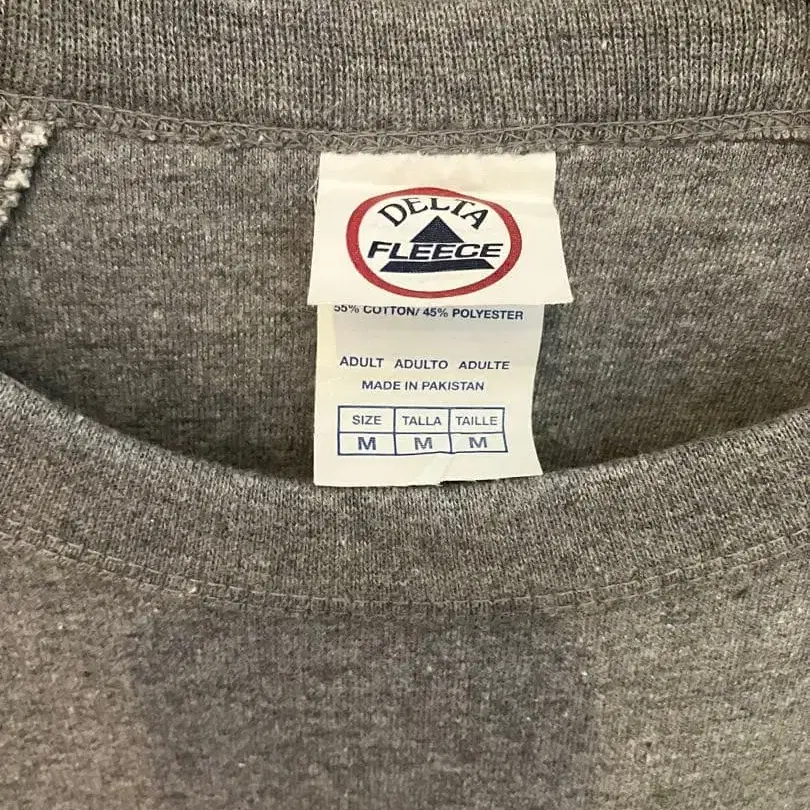 DELTA
FLEECE
55% COTTON/ 45% POLYESTER
ADULT ADULTO ADULTE
MADE IN PAKISTAN
SIZE TALLA TAILLE
M M M